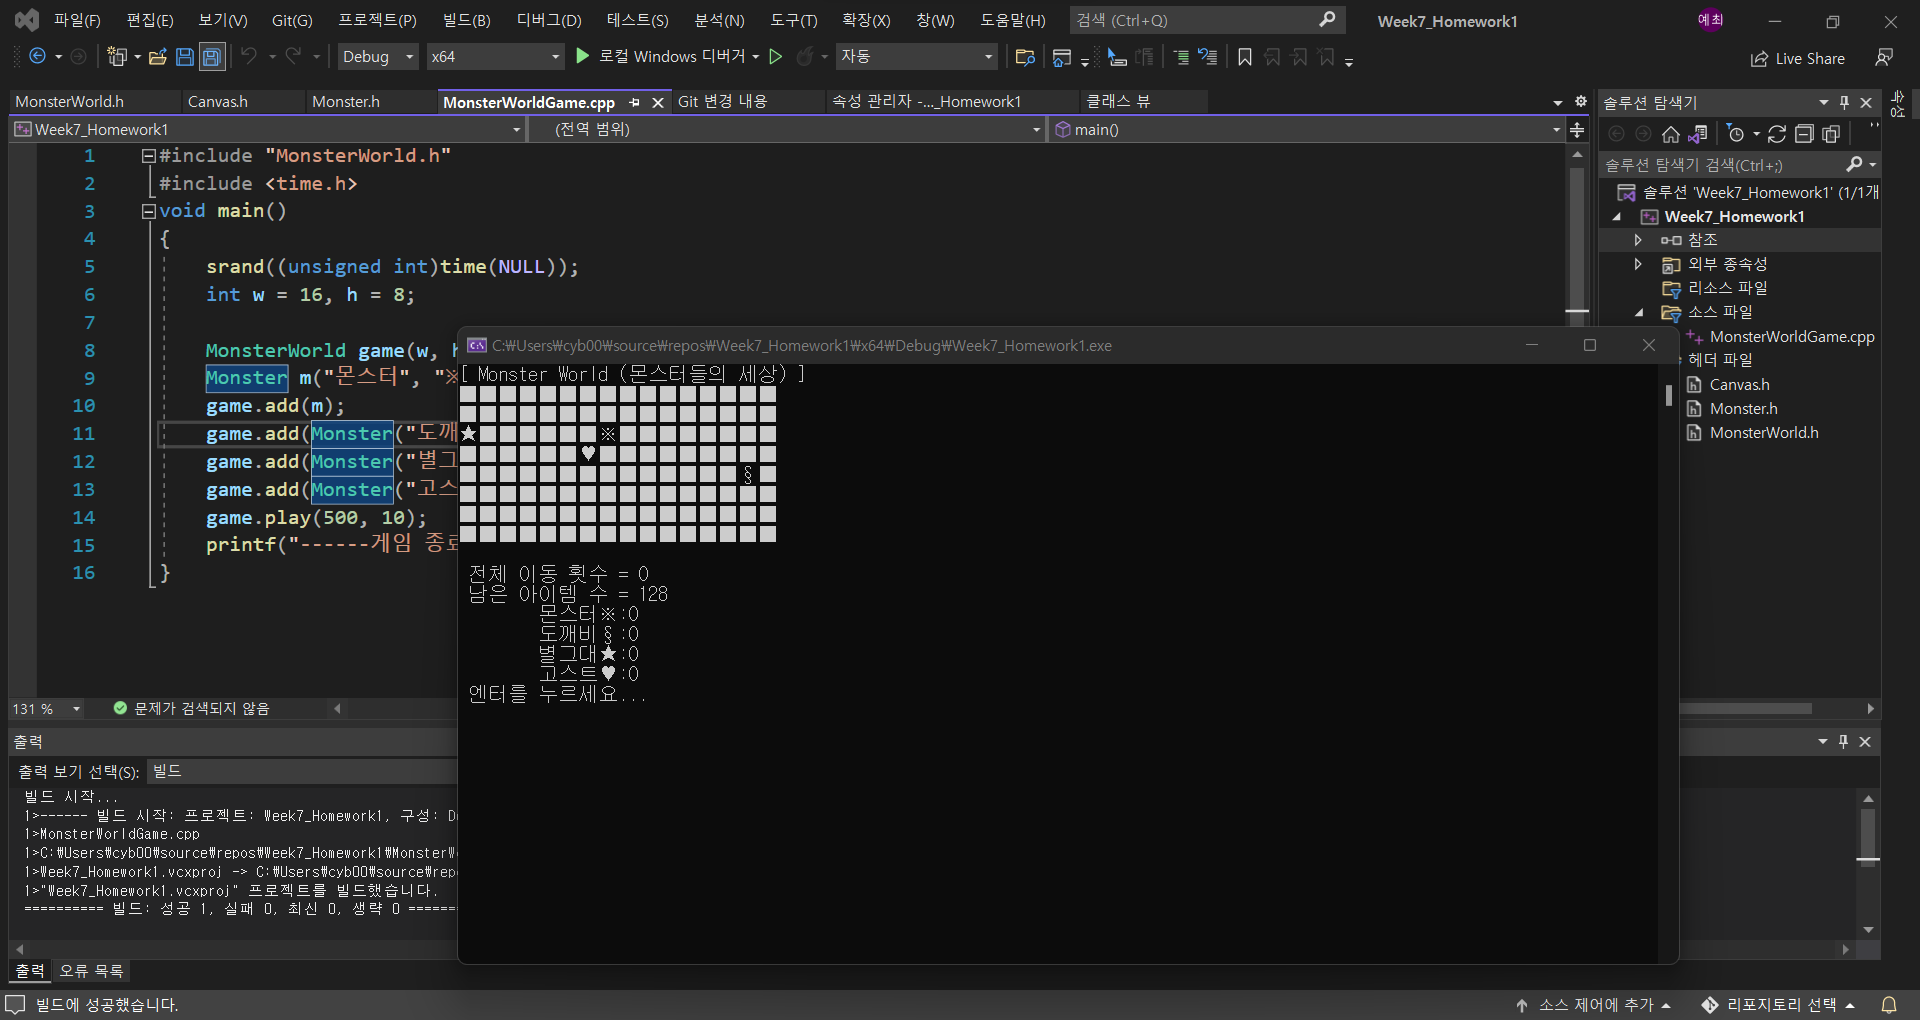 파일(F) 편집(E) 보기(V) Git(G) 프로젝트(P) 빌드(B) 디버그(D) 테스트(S) 분석(N) 도구(T) 확장(X) 창(W) 도움말(H) 검색 (Ctrl+Q) Week7_Homework1 예최
Debug x64 로컬 Windows 디버거 자동 Live Share
MonsterWorld.h Canvas.h Monster.h MonsterWorldGame.cpp Git 변경 내용 속성 관리자 -..._Homework1 클래스 뷰
Week7_Homework1 (전역 범위) main()
1 #include "MonsterWorld.h"
2 #include <time.h>
3 void main()
4 {
5 srand((unsigned int)time(NULL));
6 int w = 16, h = 8;
7
8 MonsterWorld game(w, h
9 Monster m("몬스터", "※
10 game.add(m);
11 game.add(Monster("도깨
12 game.add(Monster("별그
13 game.add(Monster("고스
14 game.play(500, 10);
15 printf("------게임 종료
16 }
131 % 문제가 검색되지 않음
C:\Users\cyb00\source\repos\Week7_Homework1\x64\Debug\Week7_Homework1.exe
[ Monster World (몬스터들의 세상) ]
■■■■■■■■■■■■■■■■
■■■■■■■■■■■■■■■■
★■■■■■■※■■■■■■■■
■■■■■■♥■■■■■■■■■
■■■■■■■■■■■■■■§■
■■■■■■■■■■■■■■■■
■■■■■■■■■■■■■■■■
■■■■■■■■■■■■■■■■
전체 이동 횟수 = 0
남은 아이템 수 = 128
몬스터※:0
도깨비§:0
별그대★:0
고스트♥:0
엔터를 누르세요...
솔루션 탐색기
속성
솔루션 탐색기 검색(Ctrl+;)
솔루션 'Week7_Homework1' (1/1개
Week7_Homework1
참조
외부 종속성
리소스 파일
소스 파일
MonsterWorldGame.cpp
헤더 파일
Canvas.h
Monster.h
MonsterWorld.h
출력
출력 보기 선택(S): 빌드
빌드 시작...
1>------ 빌드 시작: 프로젝트: Week7_Homework1, 구성: D
1>MonsterWorldGame.cpp
1>C:\Users\cyb00\source\repos\Week7_Homework1\MonsterW
1>Week7_Homework1.vcxproj -> C:\Users\cyb00\source\rep
1>"Week7_Homework1.vcxproj" 프로젝트를 빌드했습니다.
========== 빌드: 성공 1, 실패 0, 최신 0, 생략 0 =======
출력 오류 목록
빌드에 성공했습니다. 소스 제어에 추가 리포지토리 선택